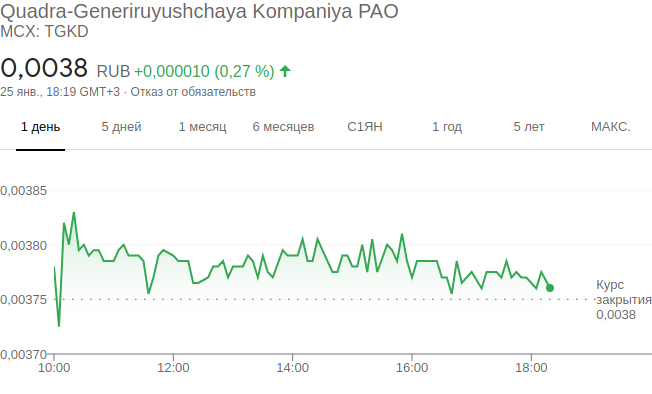 Quadra-Generiruyushchaya Kompaniya PAO
MCX: TGKD
0,0038 RUB +0,000010 (0,27 %)
25 янв., 18:19 GMT+3 · Отказ от обязательств
1 день 5 дней 1 месяц 6 месяцев С1ЯН 1 год 5 лет МАКС.
0,00385
0,00380
0,00375
0,00370
Курс
закрытия
0,0038
10:00 12:00 14:00 16:00 18:00